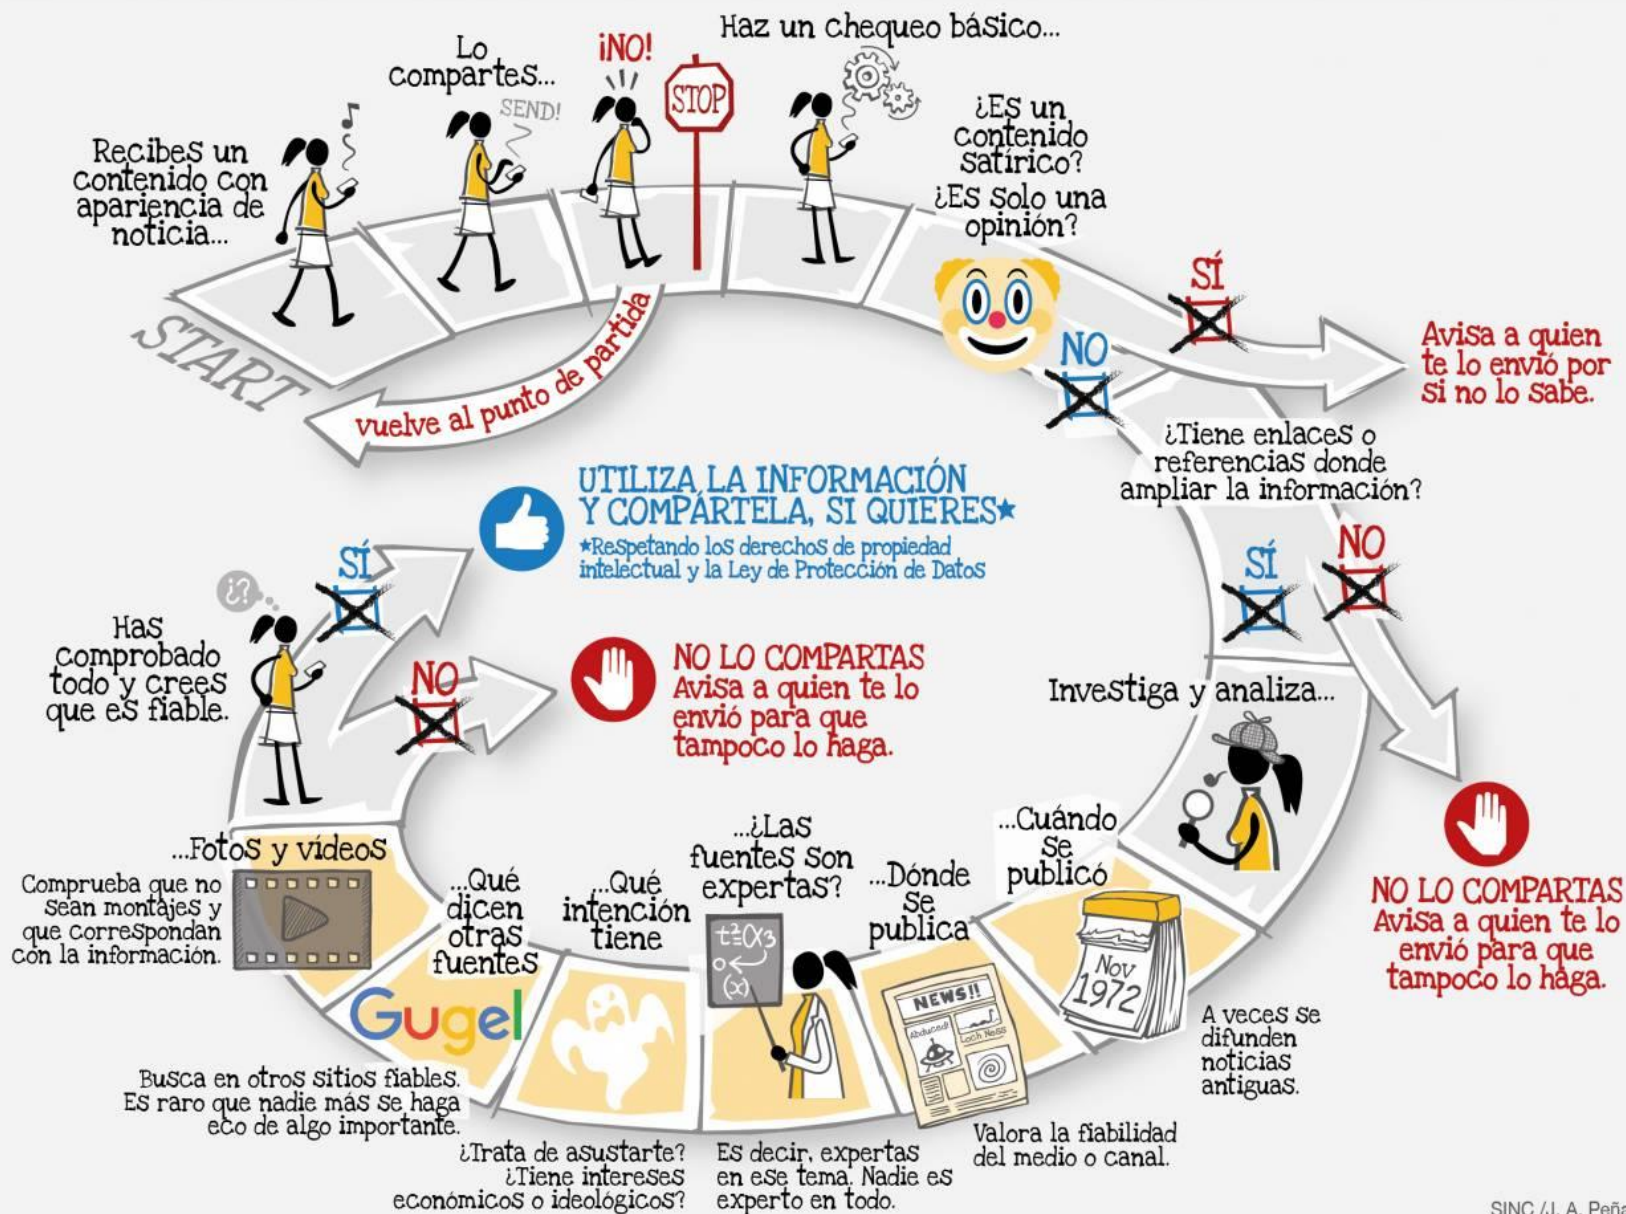 Recibes un
contenido con
apariencia de
noticia...
START
Lo
compartes...
SEND!
¡NO!
STOP
vuelve al punto de partida
Haz un chequeo básico...
¿Es un
contenido
satírico?
¿Es solo una
opinión?
SÍ
Avisa a quien
te lo envió por
si no lo sabe.
NO
¿Tiene enlaces o
referencias donde
ampliar la información?
NO
NO LO COMPARTAS
Avisa a quien te lo
envió para que
tampoco lo haga.
SÍ
Investiga y analiza...
...Cuándo
se
publicó
Nov
1972
A veces se
difunden
noticias
antiguas.
...Dónde
se
publica
NEWS!!
Abduced!
Loch Ness
Valora la fiabilidad
del medio o canal.
...¿Las
fuentes son
expertas?
t²=(x3
(x)
Es decir, expertas
en ese tema. Nadie es
experto en todo.
...Qué
intención
tiene
¿Trata de asustarte?
¿Tiene intereses
económicos o ideológicos?
...Qué
dicen
otras
fuentes
Gugel
Busca en otros sitios fiables.
Es raro que nadie más se haga
eco de algo importante.
...Fotos y vídeos
Comprueba que no
sean montajes y
que correspondan
con la información.
Has
comprobado
todo y crees
que es fiable.
¿?
SÍ
UTILIZA LA INFORMACIÓN
Y COMPÁRTELA, SI QUIERES★
★Respetando los derechos de propiedad
intelectual y la Ley de Protección de Datos
NO
NO LO COMPARTAS
Avisa a quien te lo
envió para que
tampoco lo haga.
SINC /J. A. Peña